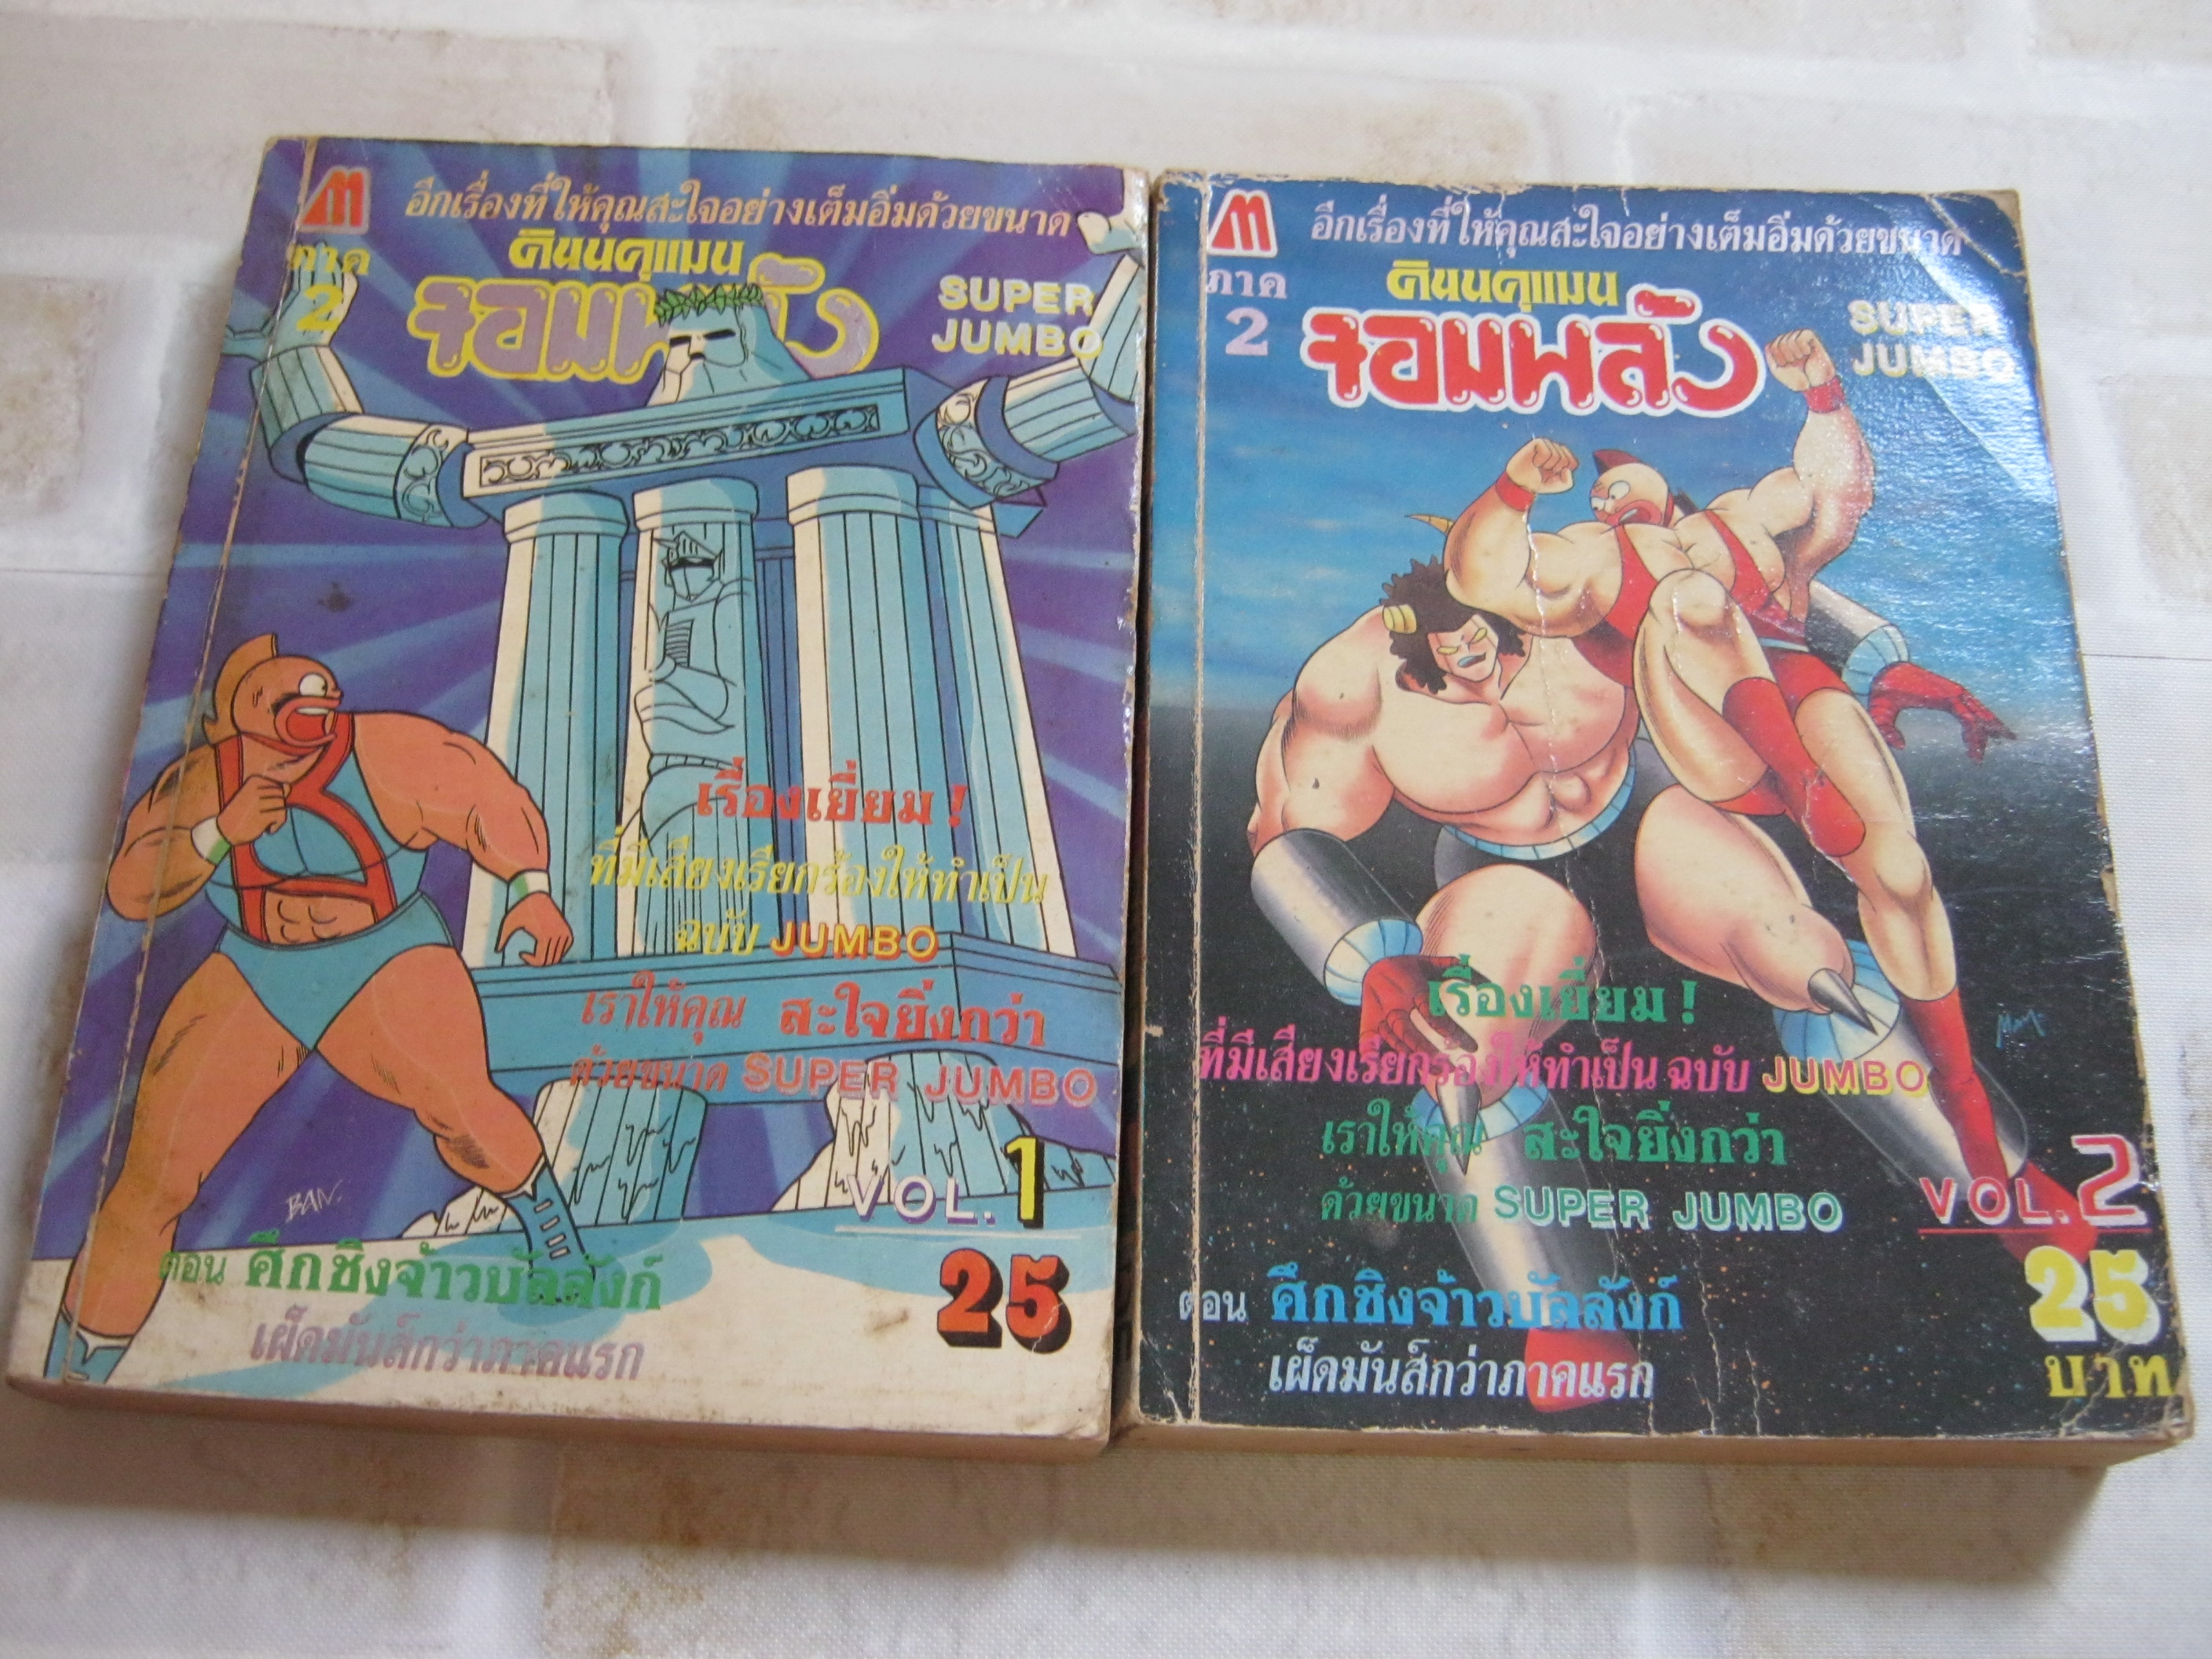 อีกเรื่องที่ให้คุณสะใจอย่างเต็มอิ่มด้วยขนาด
ภาค
2
คินนคุแมน
จอมพลัง
SUPER
JUMBO
เรื่องเยี่ยม !
ที่มีเสียงเรียกร้องให้ทำเป็น
ฉบับ JUMBO
เราให้คุณ สะใจยิ่งกว่า
ด้วยขนาด SUPER JUMBO
BAN.
VOL. 1
ตอน ศึกชิงจ้าวบัลลังก์
25
เผ็ดมันส์กว่าภาคแรก
อีกเรื่องที่ให้คุณสะใจอย่างเต็มอิ่มด้วยขนาด
ภาค
2
คินนคุแมน
จอมพลัง
SUPER
JUMBO
เรื่องเยี่ยม !
ที่มีเสียงเรียกร้องให้ทำเป็น ฉบับ JUMBO
เราให้คุณ สะใจยิ่งกว่า
ด้วยขนาด SUPER JUMBO
VOL. 2
ตอน ศึกชิงจ้าวบัลลังก์
25
เผ็ดมันส์กว่าภาคแรก
บาท